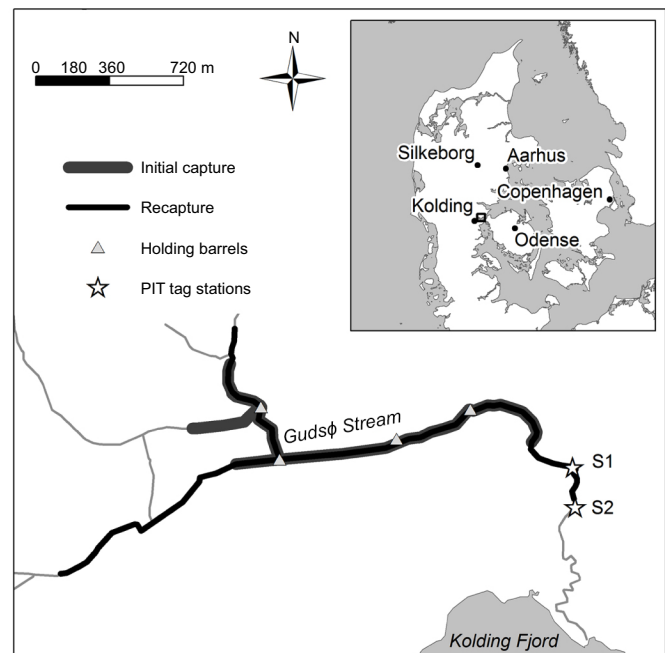 N
0 180 360 720 m
Initial capture
Recapture
Holding barrels
PIT tag stations
Silkeborg
Aarhus
Copenhagen
Kolding
Odense
Gudsϕ Stream
S1
S2
Kolding Fjord